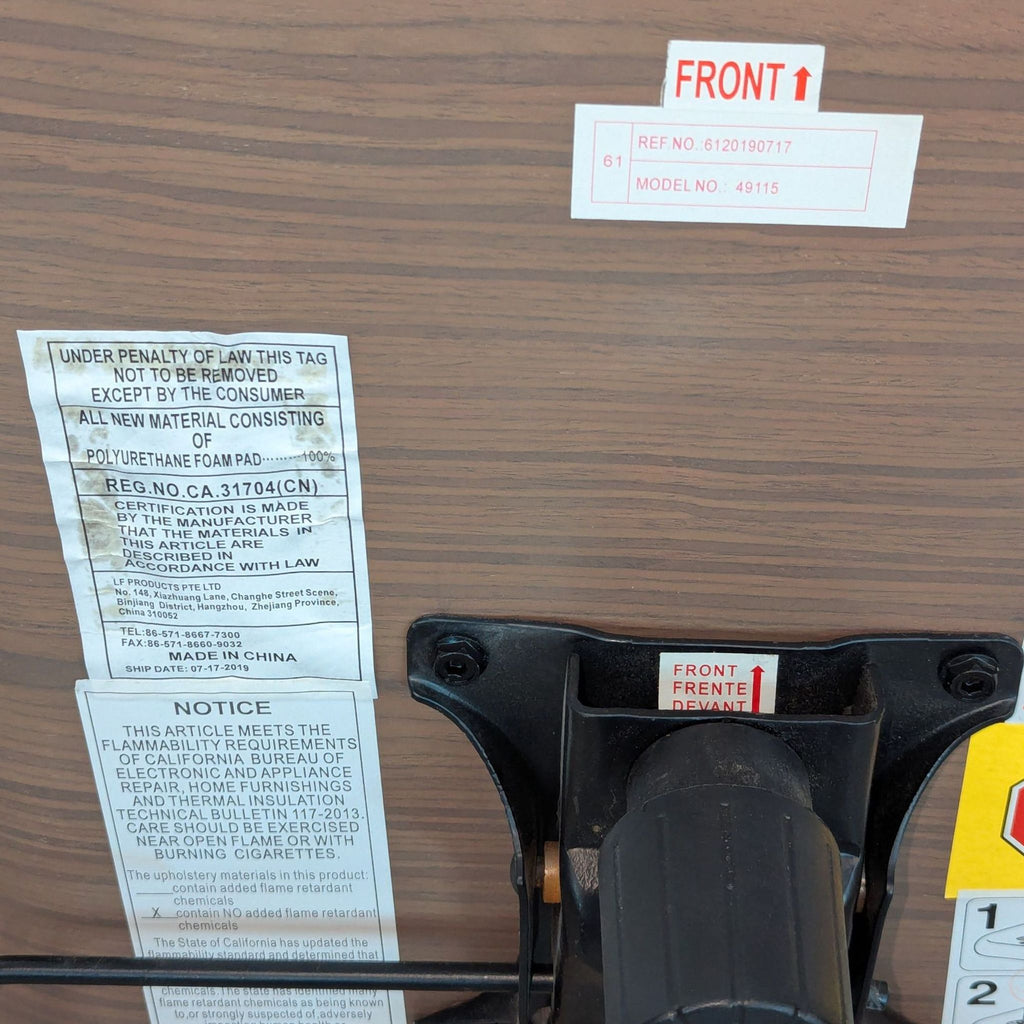 FRONT ↑
61
REF NO.:6120190717
MODEL NO.: 49115
UNDER PENALTY OF LAW THIS TAG
NOT TO BE REMOVED
EXCEPT BY THE CONSUMER
ALL NEW MATERIAL CONSISTING
OF
POLYURETHANE FOAM PAD·········100%
REG.NO.CA.31704(CN)
CERTIFICATION IS MADE
BY THE MANUFACTURER
THAT THE MATERIALS IN
THIS ARTICLE ARE
DESCRIBED IN
ACCORDANCE WITH LAW
LF PRODUCTS PTE LTD
No. 148, Xiazhuang Lane, Changhe Street Scene,
Binjiang District, Hangzhou, Zhejiang Province,
China 310052
TEL:86-571-8667-7300
FAX:86-571-8660-9032
MADE IN CHINA
SHIP DATE: 07-17-2019
FRONT
FRENTE
DEVANT
NOTICE
THIS ARTICLE MEETS THE
FLAMMABILITY REQUIREMENTS
OF CALIFORNIA BUREAU OF
ELECTRONIC AND APPLIANCE
REPAIR, HOME FURNISHINGS
AND THERMAL INSULATION
TECHNICAL BULLETIN 117-2013.
CARE SHOULD BE EXERCISED
NEAR OPEN FLAME OR WITH
BURNING CIGARETTES.
The upholstery materials in this product:
____contain added flame retardant
chemicals
__X__contain NO added flame retardant
chemicals
The State of California has updated the
flammability standard and determined that
chemicals. The state has identified many
flame retardant chemicals as being known
to,or strongly suspected of,adversely
1
2